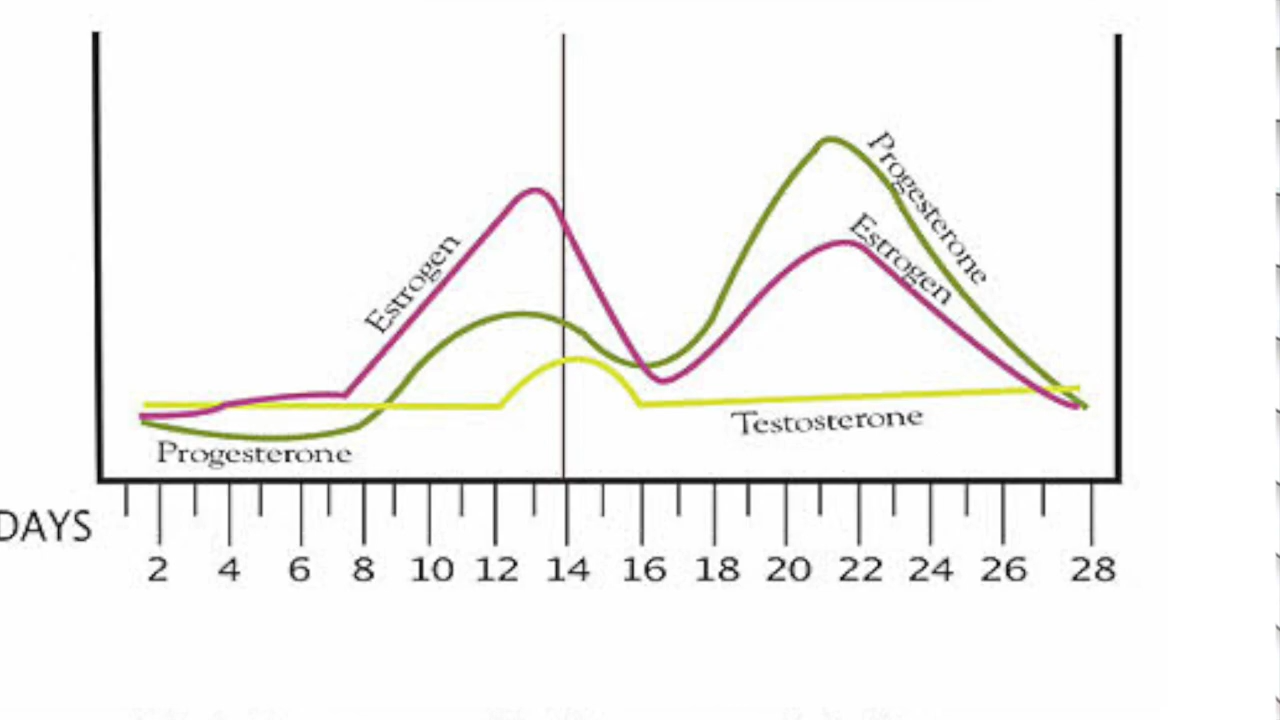 Progesterone
Estrogen
Estrogen
Progesterone
Testosterone
DAYS
2 4 6 8 10 12 14 16 18 20 22 24 26 28